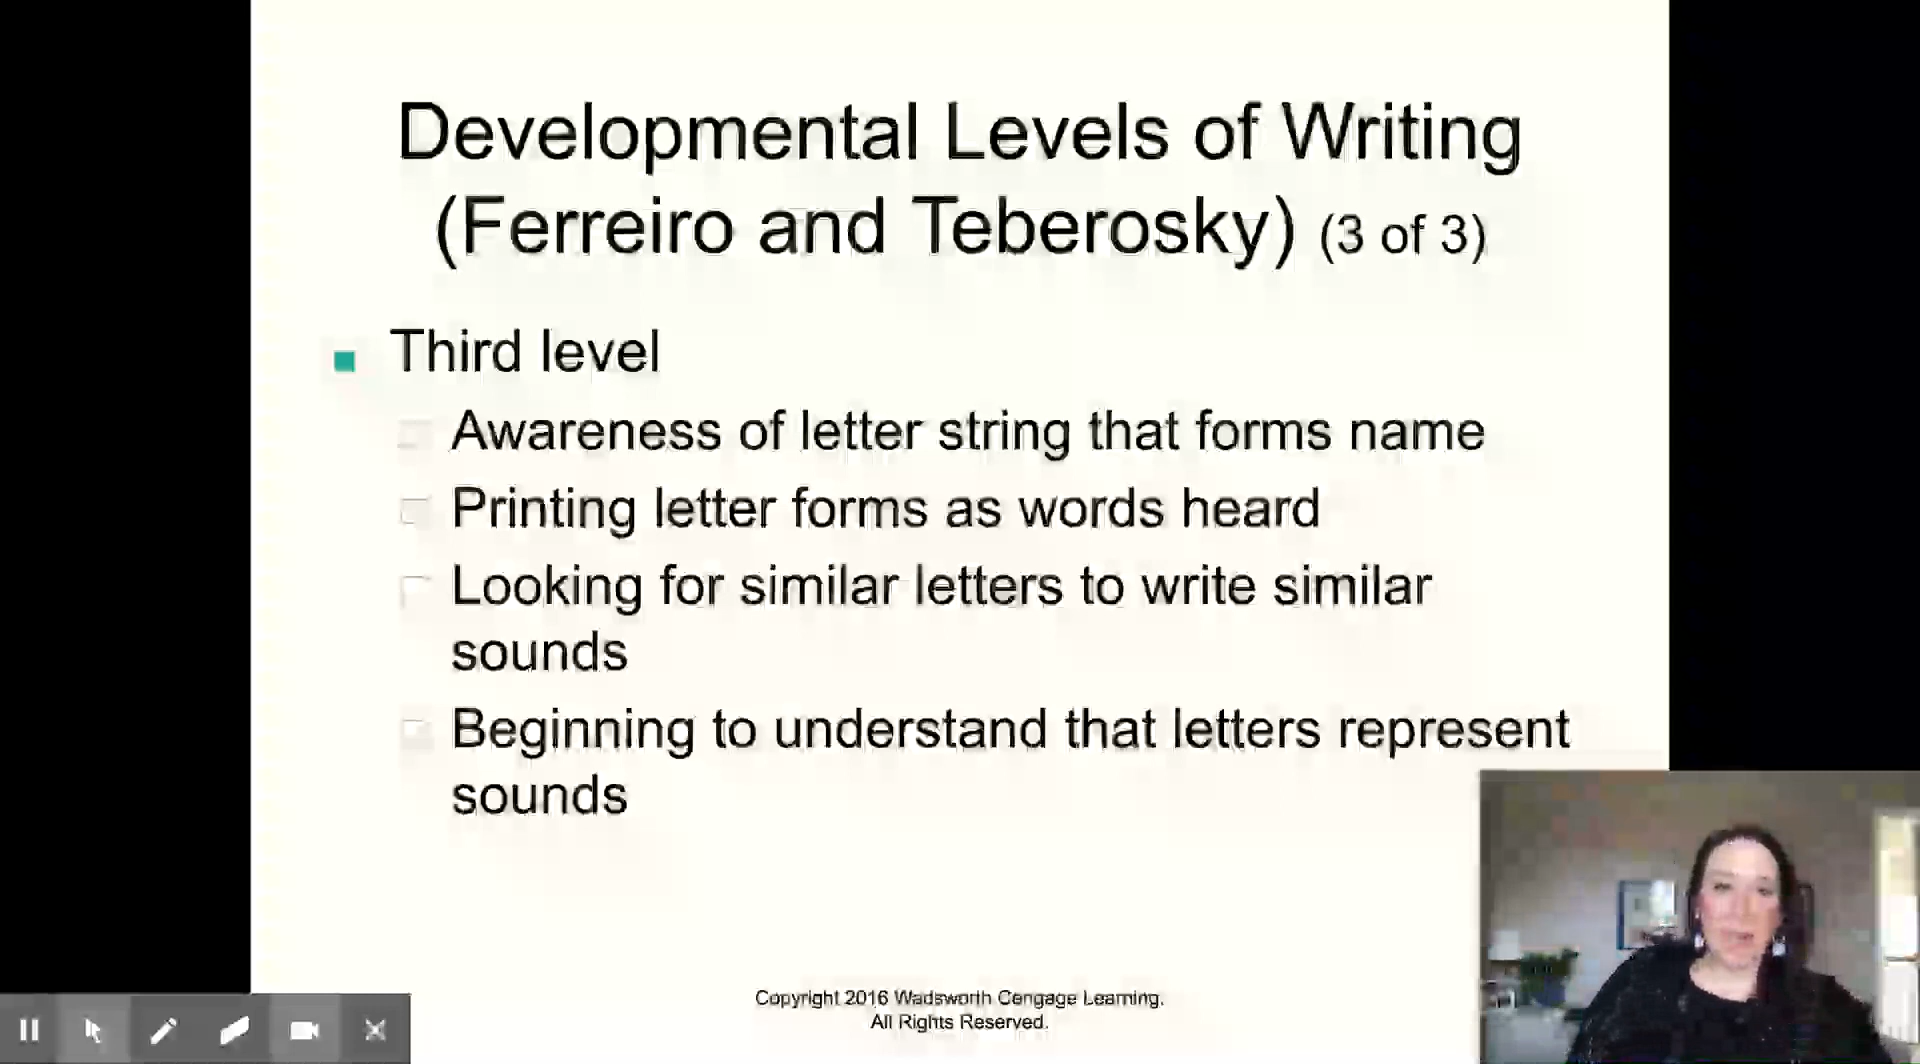 Developmental Levels of Writing
(Ferreiro and Teberosky) (3 of 3)
Third level
Awareness of letter string that forms name
Printing letter forms as words heard
Looking for similar letters to write similar
sounds
Beginning to understand that letters represent
sounds
Copyright 2016 Wadsworth Cengage Learning.
All Rights Reserved.